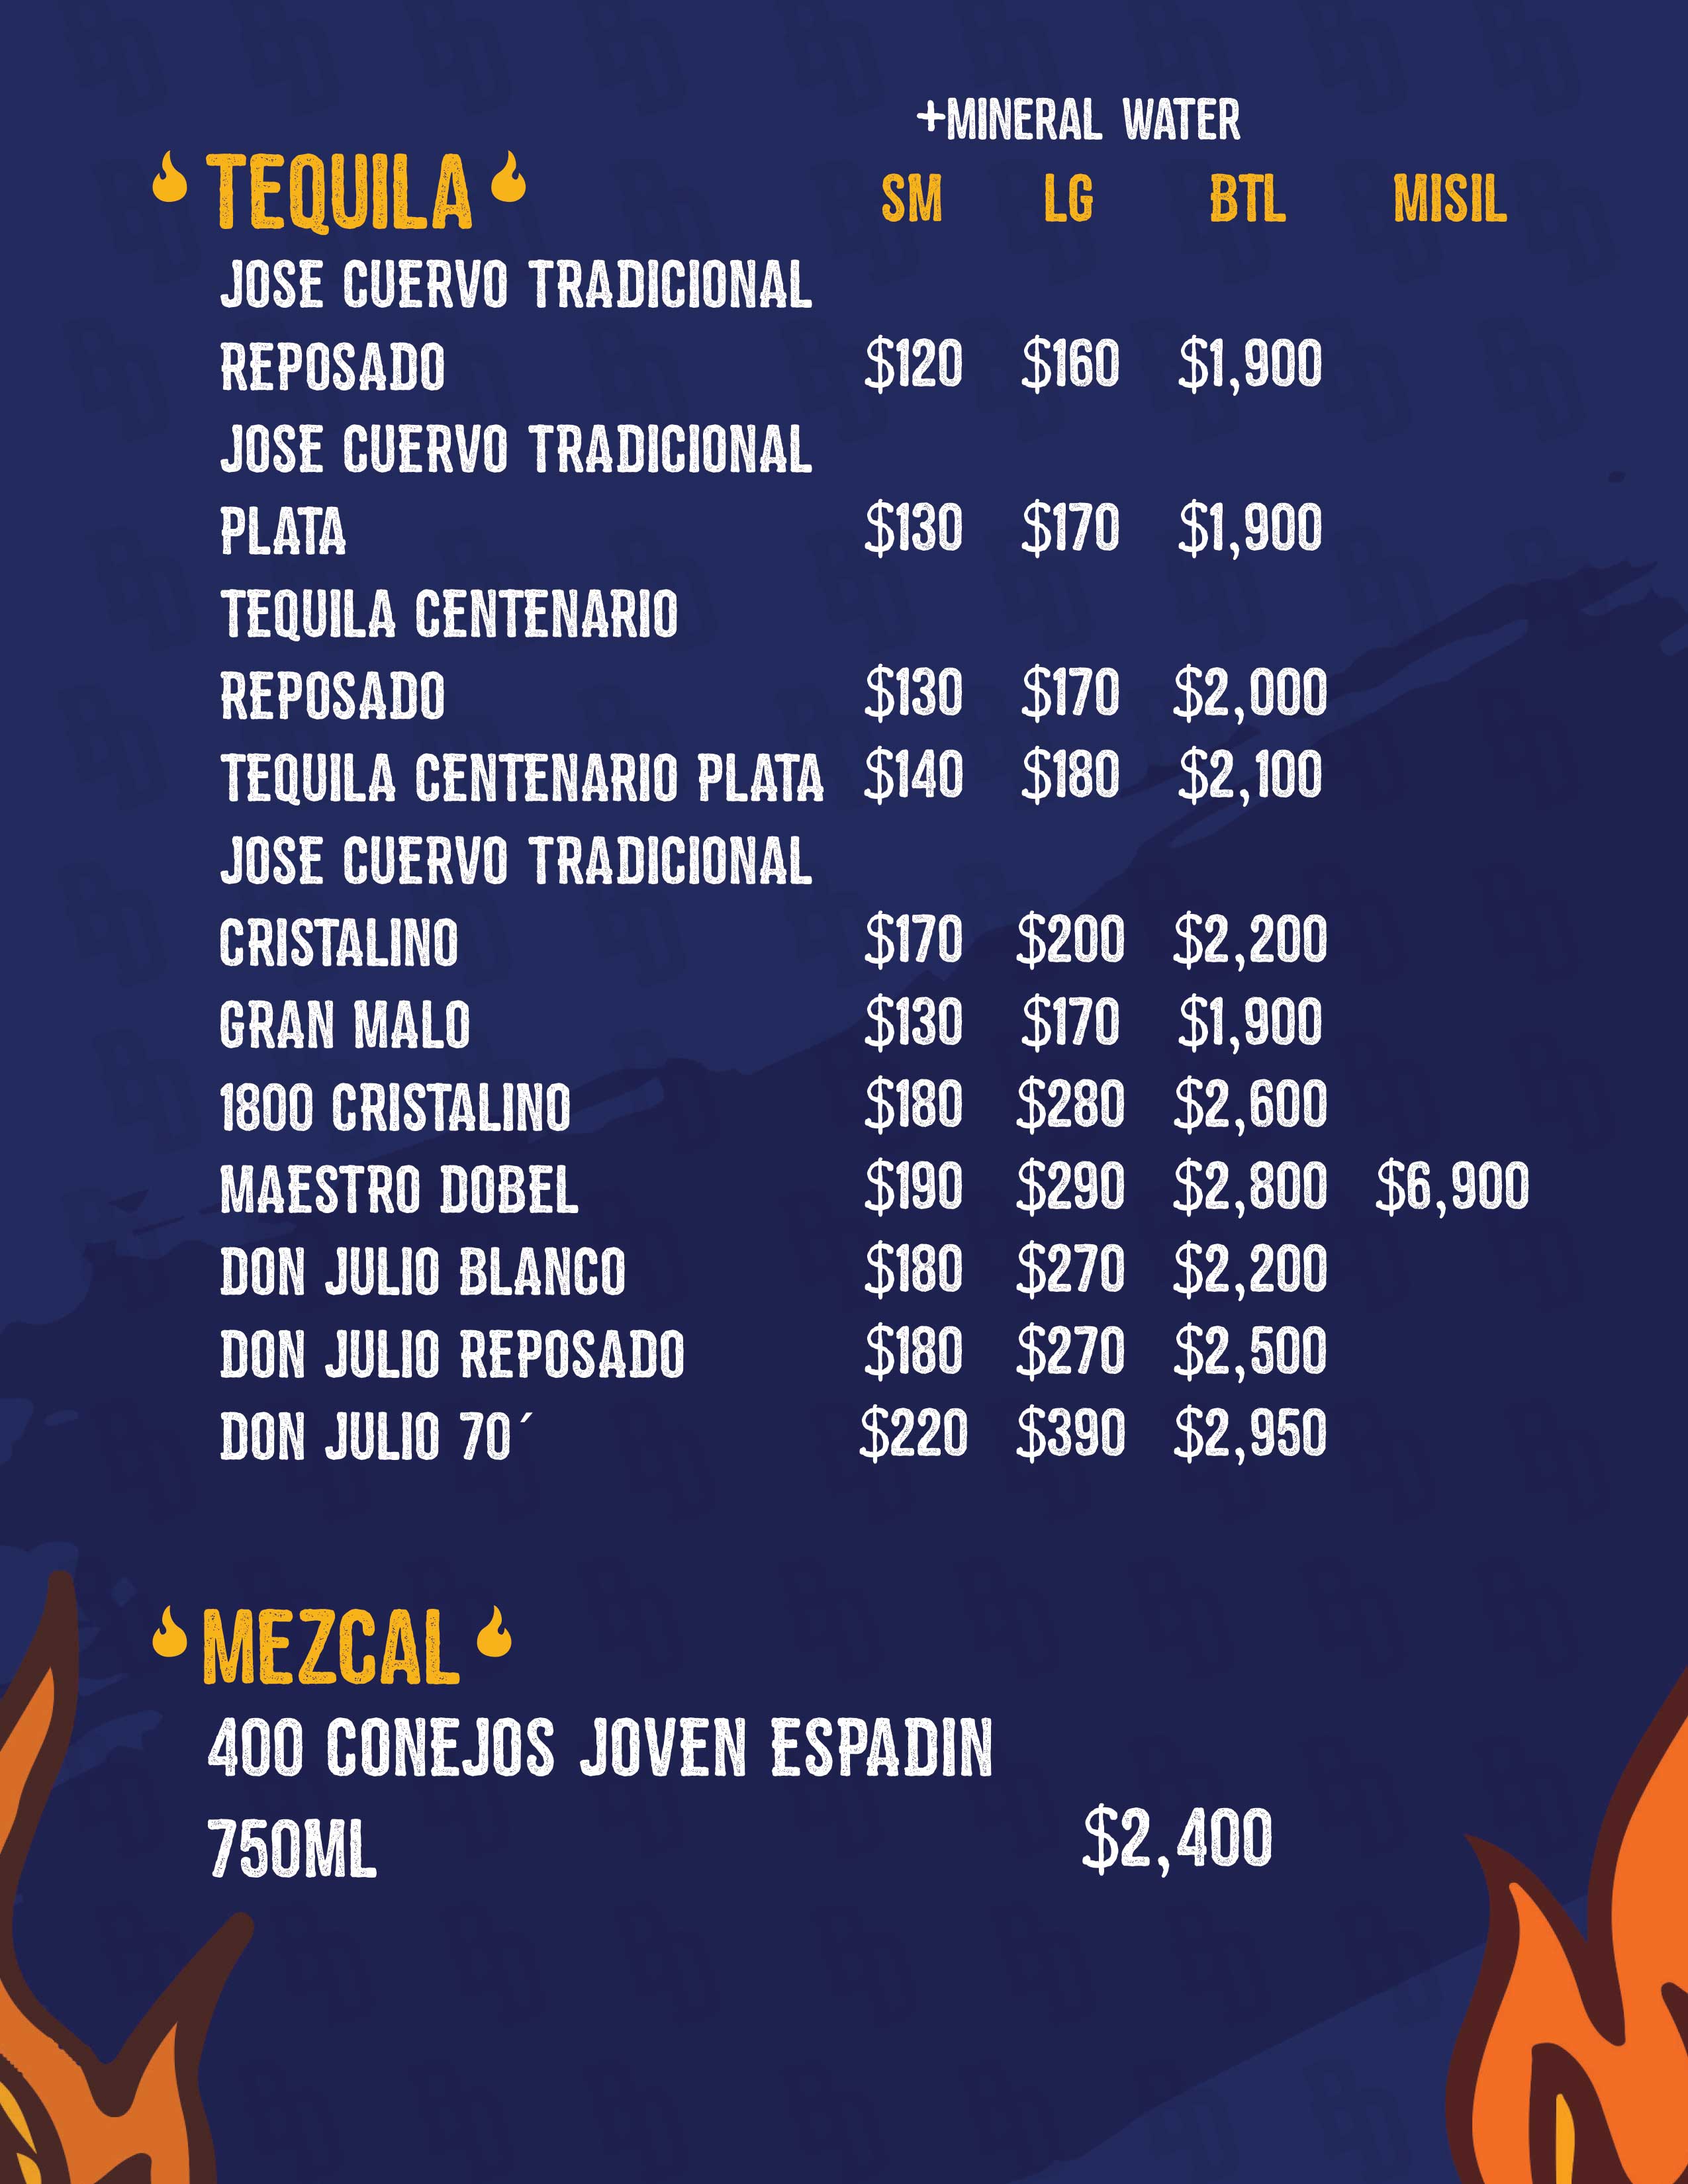 +MINERAL WATER
TEQUILA SM LG BTL MISIL
JOSE CUERVO TRADICIONAL
REPOSADO $120 $160 $1,900
JOSE CUERVO TRADICIONAL
PLATA $130 $170 $1,900
TEQUILA CENTENARIO
REPOSADO $130 $170 $2,000
TEQUILA CENTENARIO PLATA $140 $180 $2,100
JOSE CUERVO TRADICIONAL
CRISTALINO $170 $200 $2,200
GRAN MALO $130 $170 $1,900
1800 CRISTALINO $180 $280 $2,600
MAESTRO DOBEL $190 $290 $2,800 $6,900
DON JULIO BLANCO $180 $270 $2,200
DON JULIO REPOSADO $180 $270 $2,500
DON JULIO 70´ $220 $390 $2,950
MEZCAL
400 CONEJOS JOVEN ESPADIN
750ML $2,400